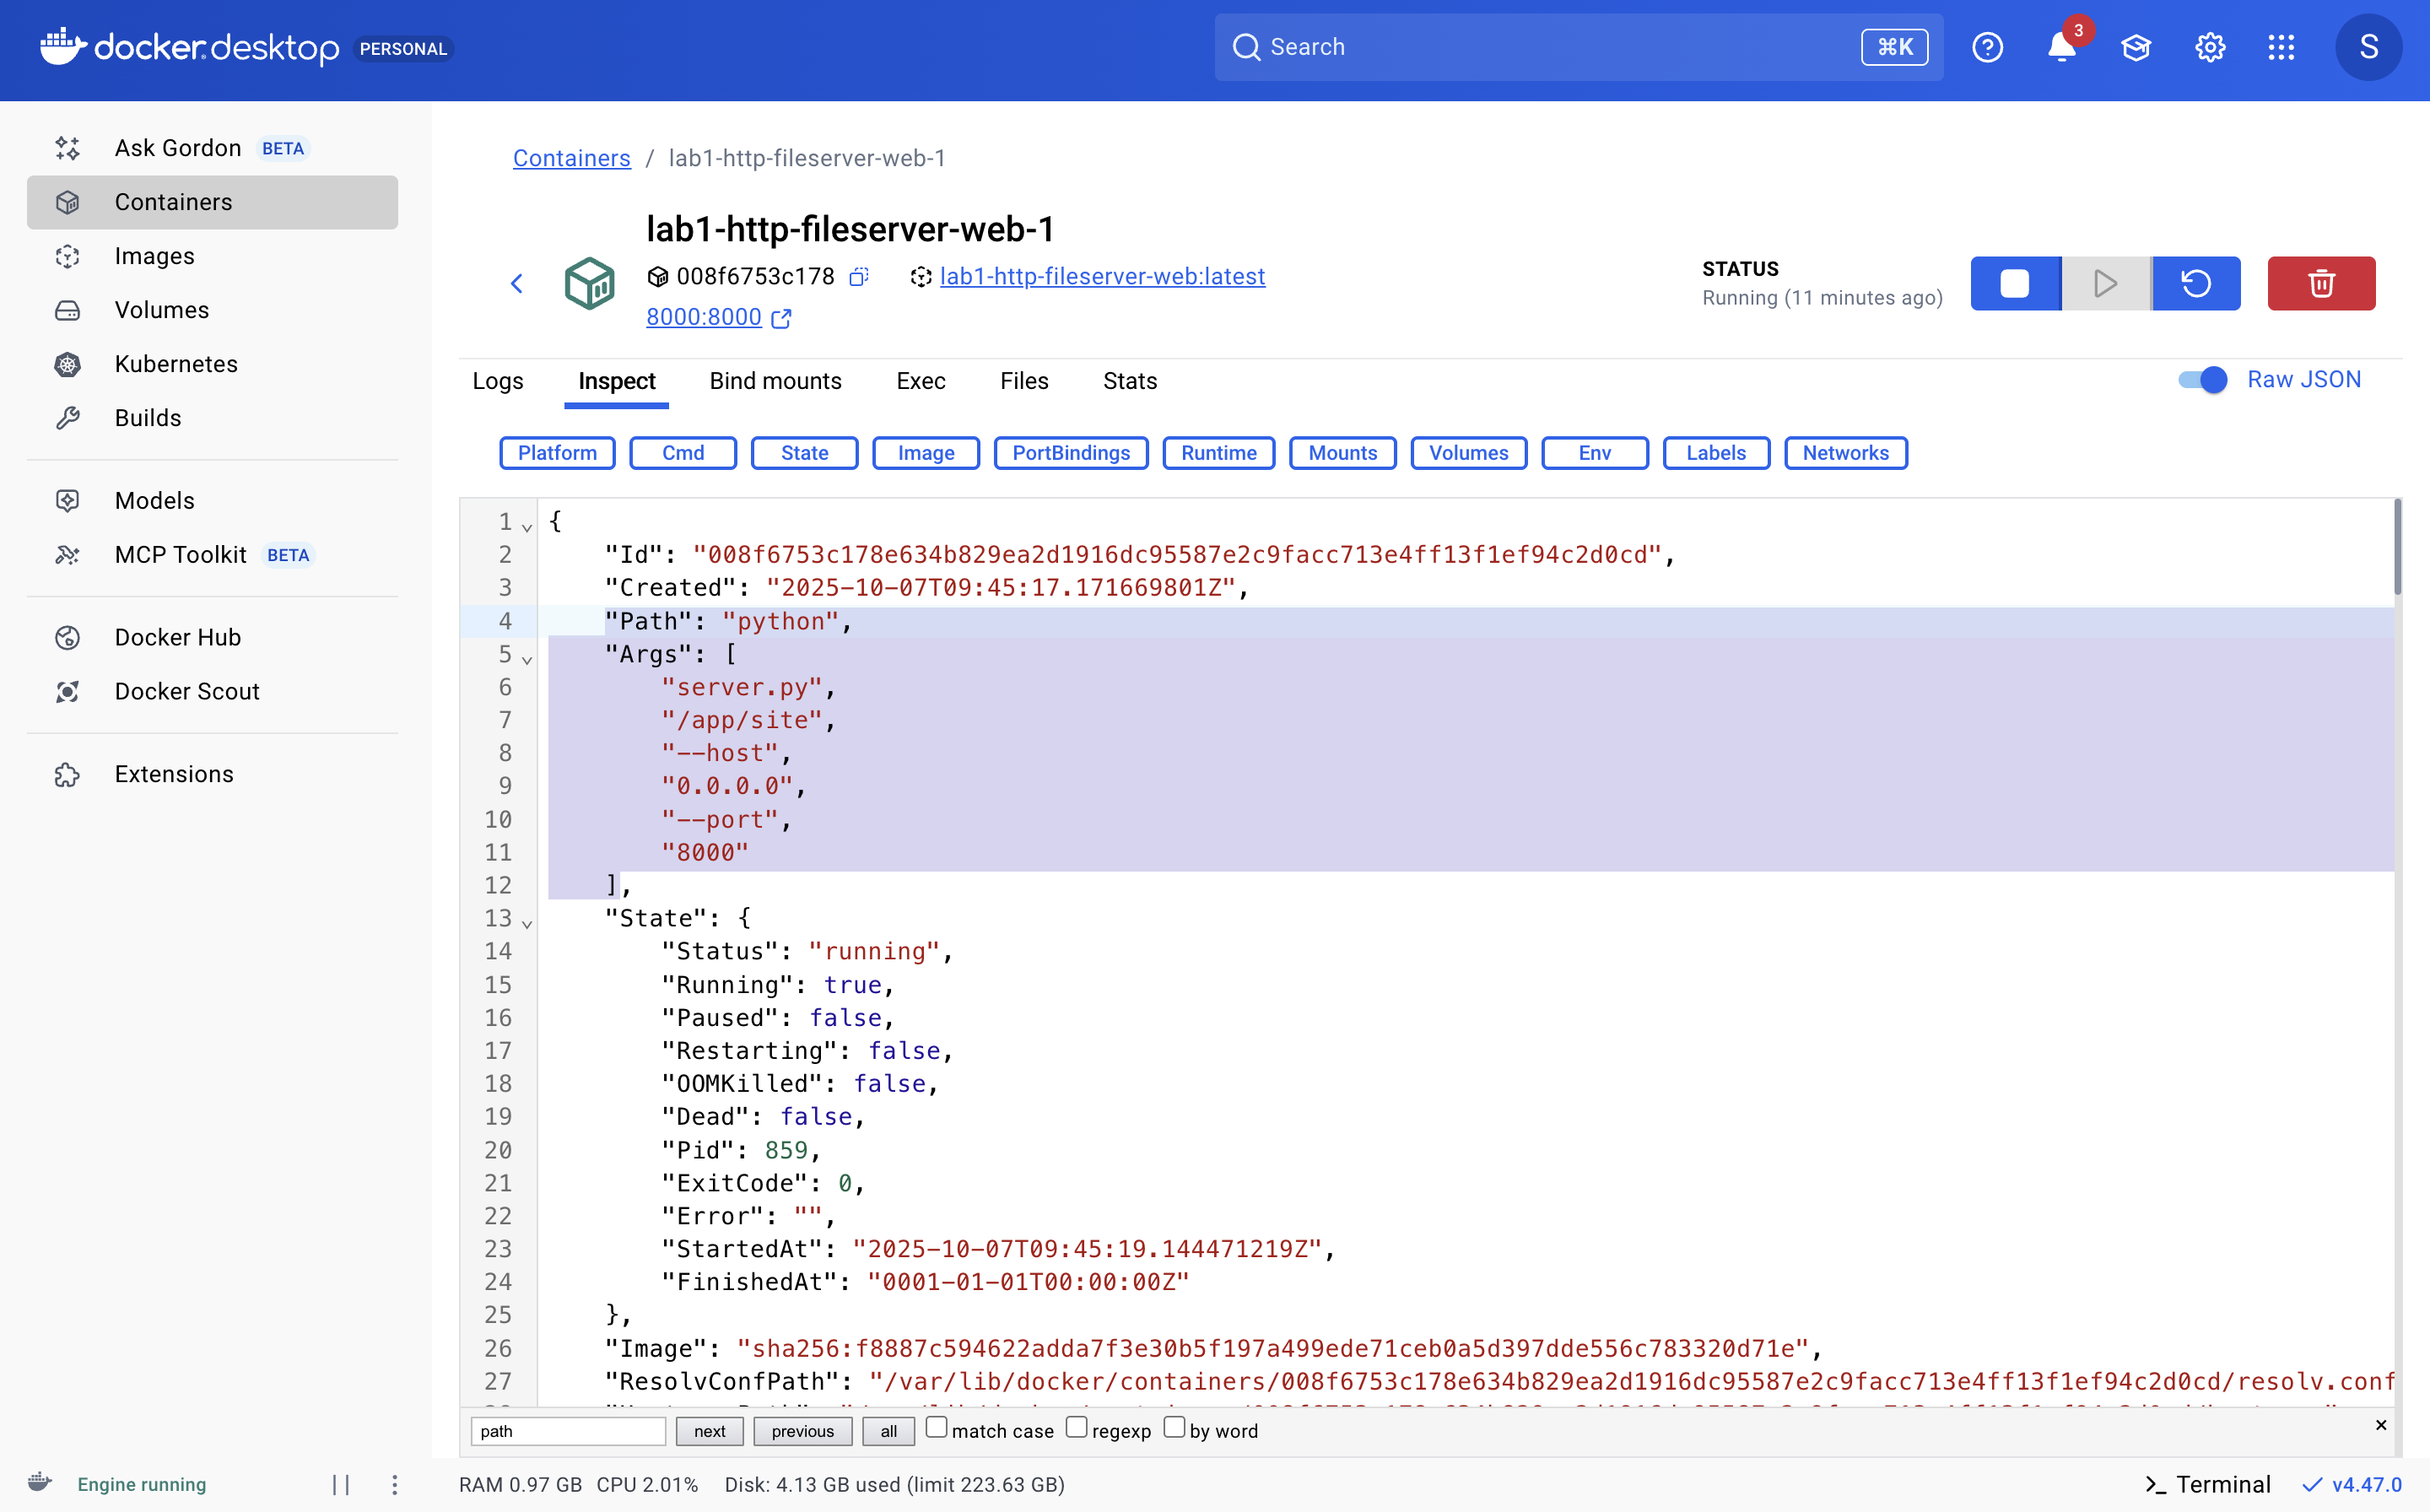 docker desktop PERSONAL
Search ⌘K
3
S
Ask Gordon BETA
Containers
Images
Volumes
Kubernetes
Builds
Models
MCP Toolkit BETA
Docker Hub
Docker Scout
Extensions
Containers / lab1-http-fileserver-web-1
lab1-http-fileserver-web-1
008f6753c178 lab1-http-fileserver-web:latest
8000:8000
STATUS
Running (11 minutes ago)
Logs Inspect Bind mounts Exec Files Stats
Raw JSON
Platform Cmd State Image PortBindings Runtime Mounts Volumes Env Labels Networks
1 {
2 "Id": "008f6753c178e634b829ea2d1916dc95587e2c9facc713e4ff13f1ef94c2d0cd",
3 "Created": "2025-10-07T09:45:17.171669801Z",
4 "Path": "python",
5 "Args": [
6 "server.py",
7 "/app/site",
8 "--host",
9 "0.0.0.0",
10 "--port",
11 "8000"
12 ],
13 "State": {
14 "Status": "running",
15 "Running": true,
16 "Paused": false,
17 "Restarting": false,
18 "OOMKilled": false,
19 "Dead": false,
20 "Pid": 859,
21 "ExitCode": 0,
22 "Error": "",
23 "StartedAt": "2025-10-07T09:45:19.144471219Z",
24 "FinishedAt": "0001-01-01T00:00:00Z"
25 },
26 "Image": "sha256:f8887c594622adda7f3e30b5f197a499ede71ceb0a5d397dde556c783320d71e",
27 "ResolvConfPath": "/var/lib/docker/containers/008f6753c178e634b829ea2d1916dc95587e2c9facc713e4ff13f1ef94c2d0cd/resolv.conf
path next previous all match case regexp by word ×
Engine running
RAM 0.97 GB CPU 2.01% Disk: 4.13 GB used (limit 223.63 GB)
>_ Terminal
v4.47.0